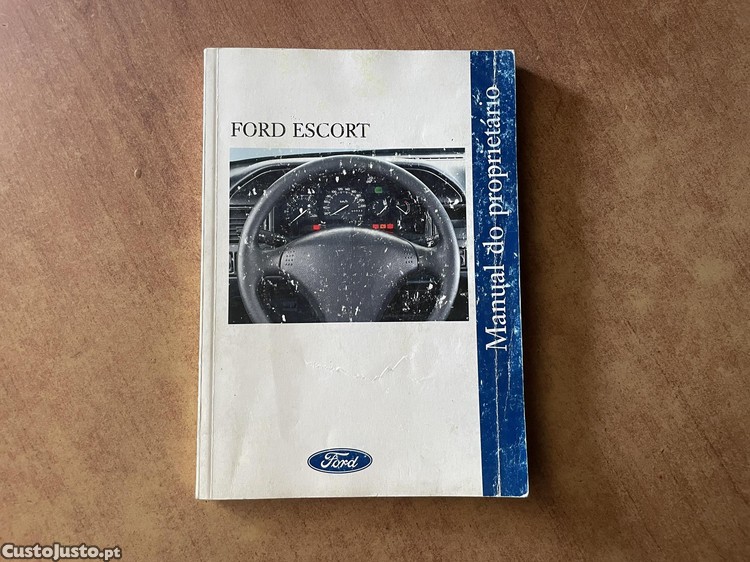 FORD ESCORT
Manual do proprietário
Ford
CustoJusto.pt